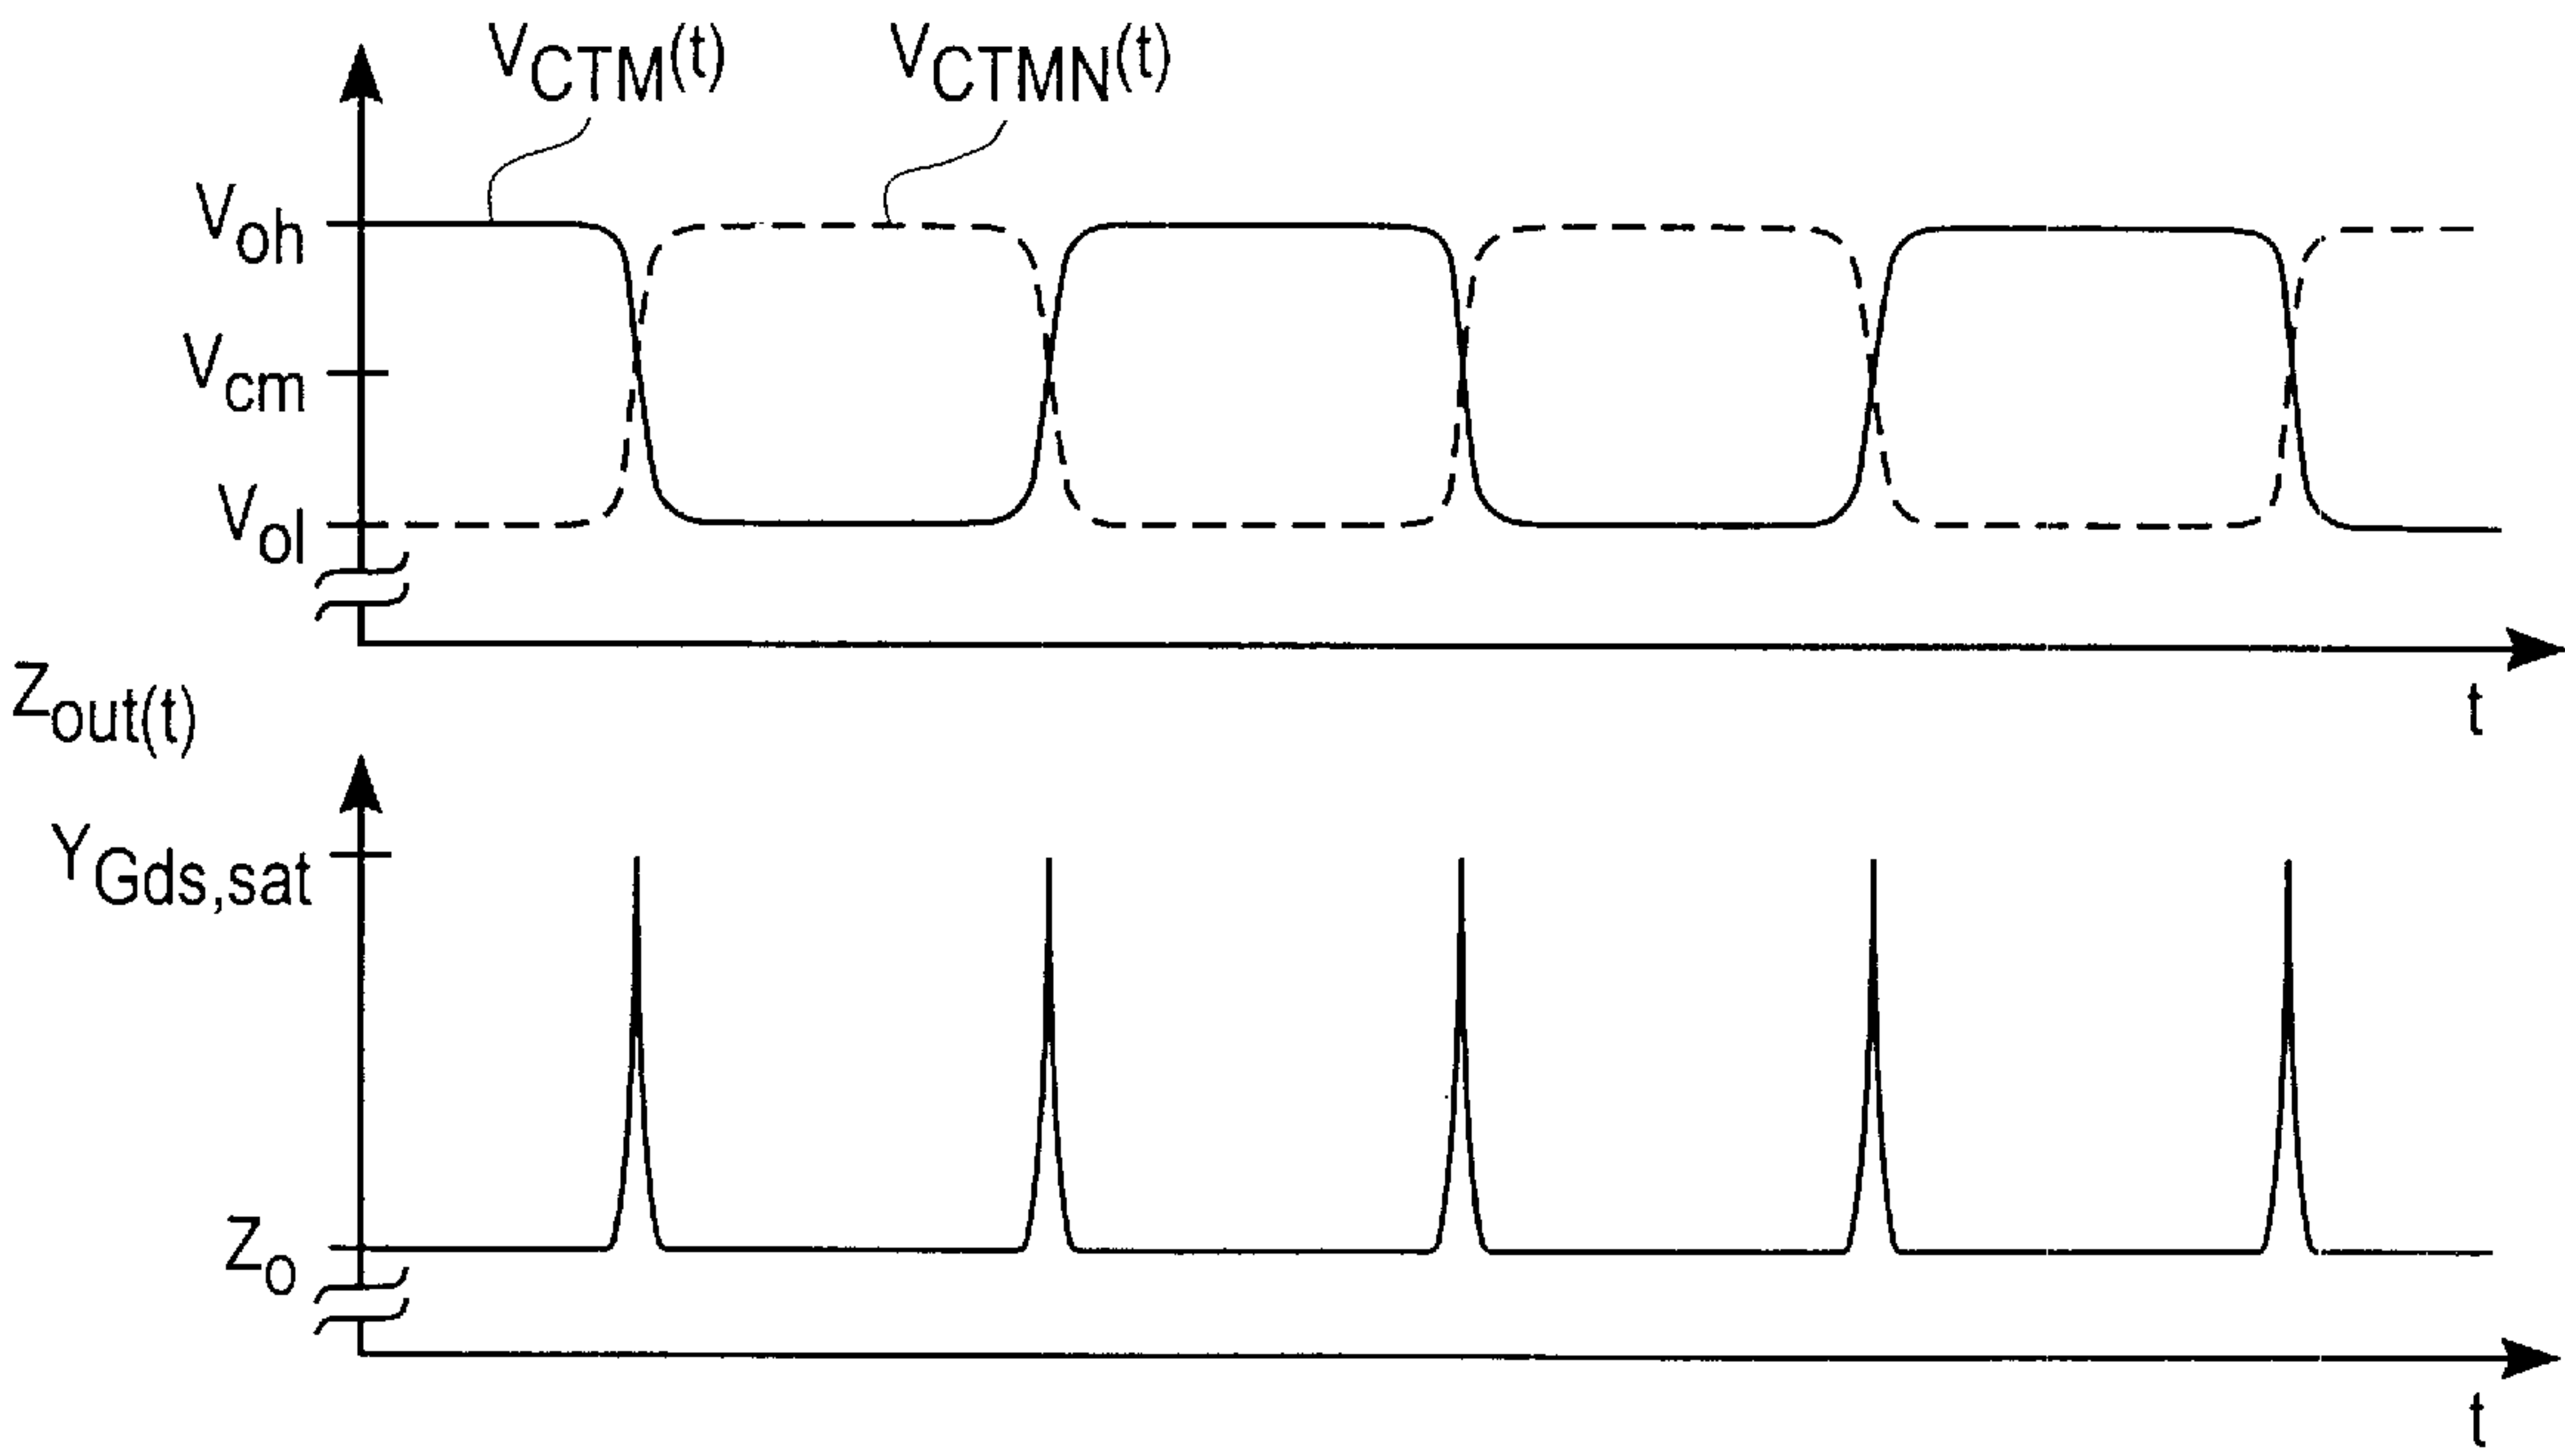 VCTM(t) VCTMN(t)
Voh
Vcm
Vol
t
Zout(t)
YGds,sat
Zo
t